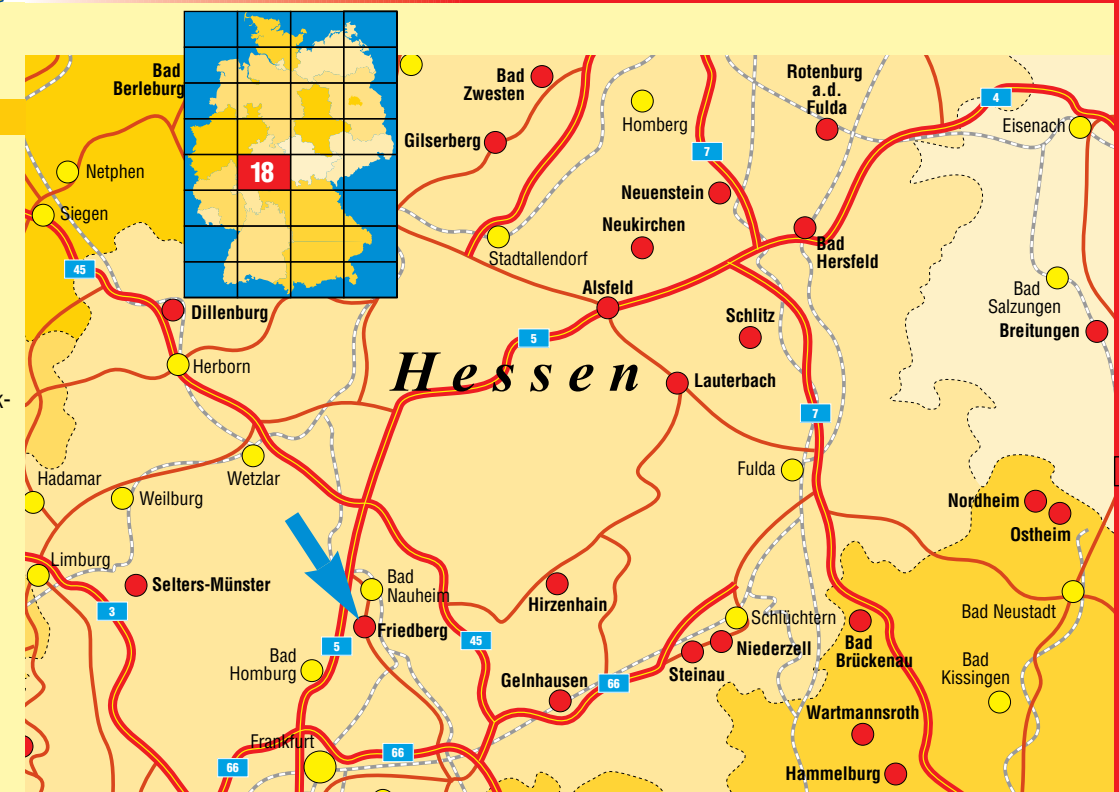 Bad
Berleburg
18
Bad
Zwesten
Gilserberg
Homberg
Rotenburg
a.d.
Fulda
4
Eisenach
7
Netphen
Siegen
Neuenstein
Neukirchen
Stadtallendorf
Bad
Hersfeld
45
Bad
Salzungen
Breitungen
Alsfeld
Dillenburg
Schlitz
5
Herborn
Hessen
Lauterbach
k-
7
Wetzlar
Fulda
Hadamar
Weilburg
Nordheim
Ostheim
Limburg
Selters-Münster
Bad
Nauheim
Hirzenhain
3
Friedberg
Schlüchtern
Bad Neustadt
5
45
Niederzell
Bad
Brückenau
Bad
Homburg
Steinau
Bad
Kissingen
Gelnhausen
66
Wartmannsroth
Frankfurt
66
66
Hammelburg